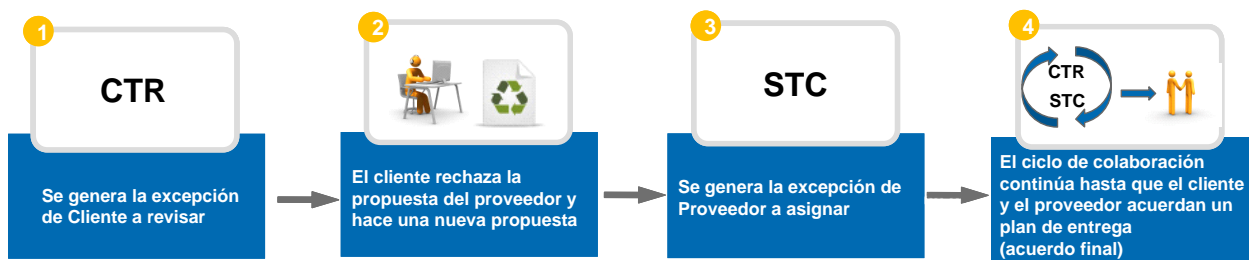 1
CTR
Se genera la excepción
de Cliente a revisar
2
El cliente rechaza la
propuesta del proveedor y
hace una nueva propuesta
3
STC
Se genera la excepción de
Proveedor a asignar
4
CTR
STC
El ciclo de colaboración
continúa hasta que el cliente
y el proveedor acuerdan un
plan de entrega
(acuerdo final)